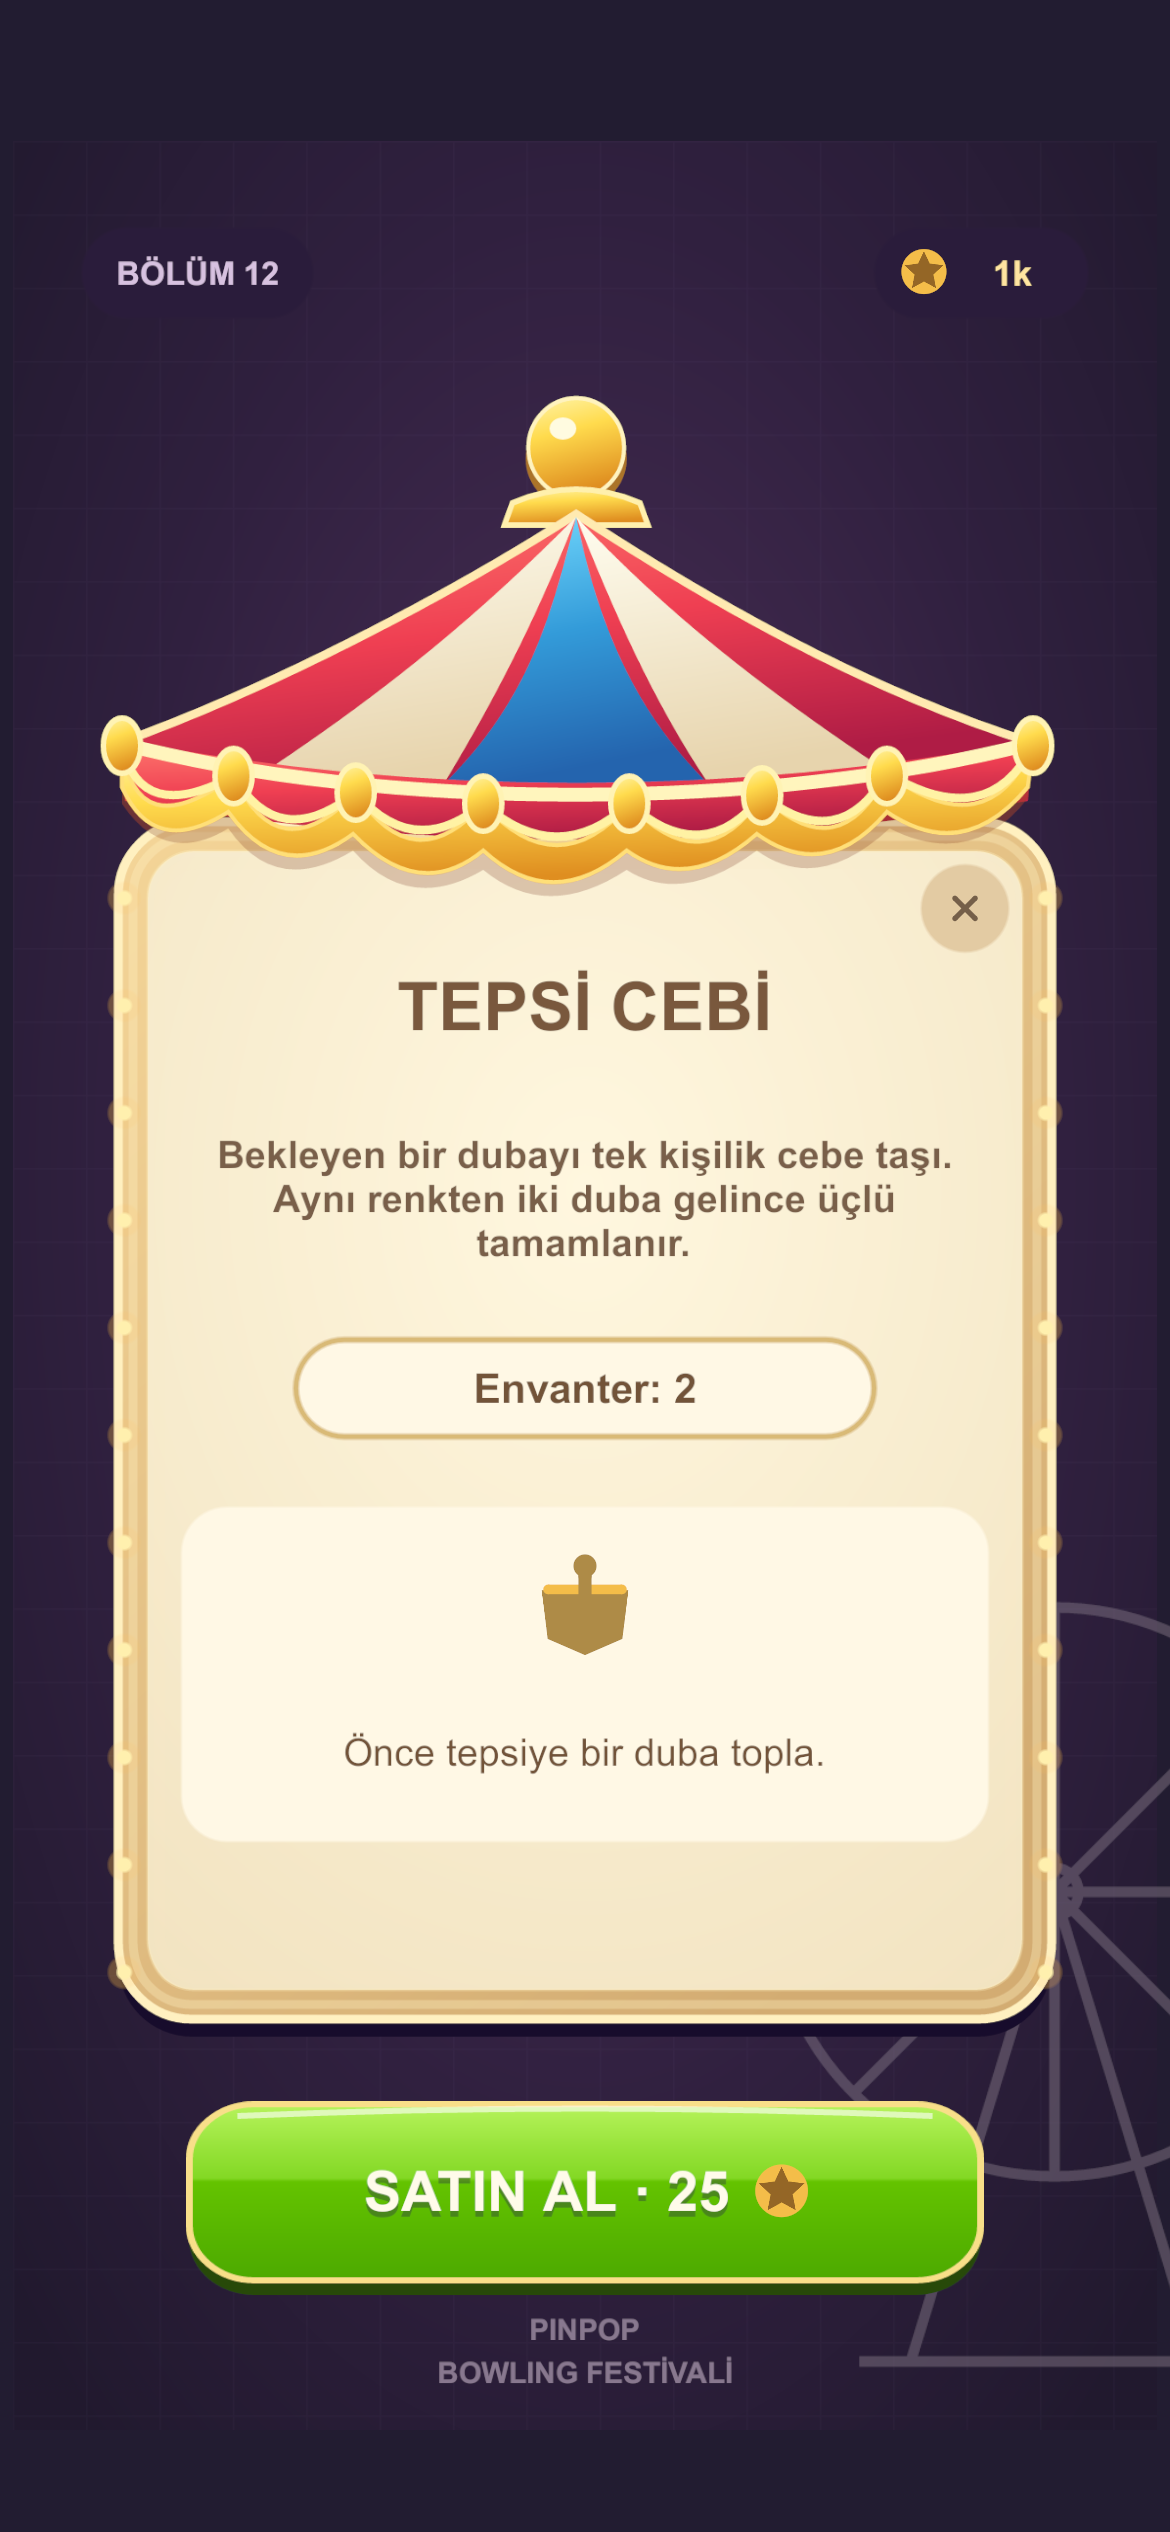 BÖLÜM 12
1k
TEPSİ CEBİ
Bekleyen bir dubayı tek kişilik cebe taşı.
Aynı renkten iki duba gelince üçlü
tamamlanır.
Envanter: 2
Önce tepsiye bir duba topla.
SATIN AL · 25
PINPOP
BOWLING FESTİVALİ